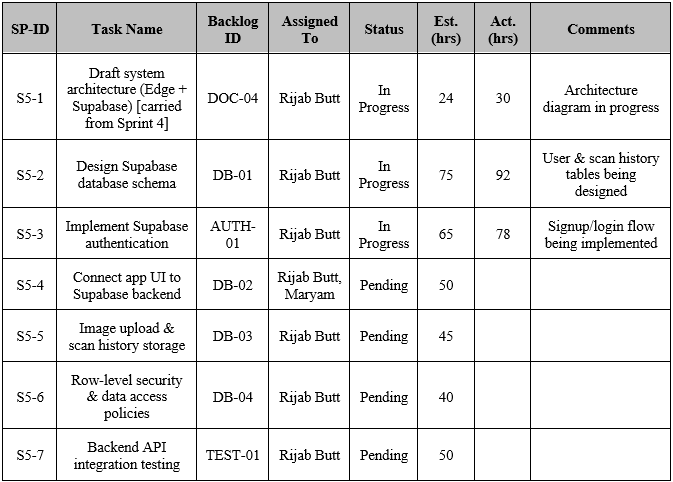 SP-ID Task Name Backlog ID Assigned To Status Est. (hrs) Act. (hrs) Comments
S5-1 Draft system architecture (Edge + Supabase) [carried from Sprint 4] DOC-04 Rijab Butt In Progress 24 30 Architecture diagram in progress
S5-2 Design Supabase database schema DB-01 Rijab Butt In Progress 75 92 User & scan history tables being designed
S5-3 Implement Supabase authentication AUTH-01 Rijab Butt In Progress 65 78 Signup/login flow being implemented
S5-4 Connect app UI to Supabase backend DB-02 Rijab Butt, Maryam Pending 50
S5-5 Image upload & scan history storage DB-03 Rijab Butt Pending 45
S5-6 Row-level security & data access policies DB-04 Rijab Butt Pending 40
S5-7 Backend API integration testing TEST-01 Rijab Butt Pending 50